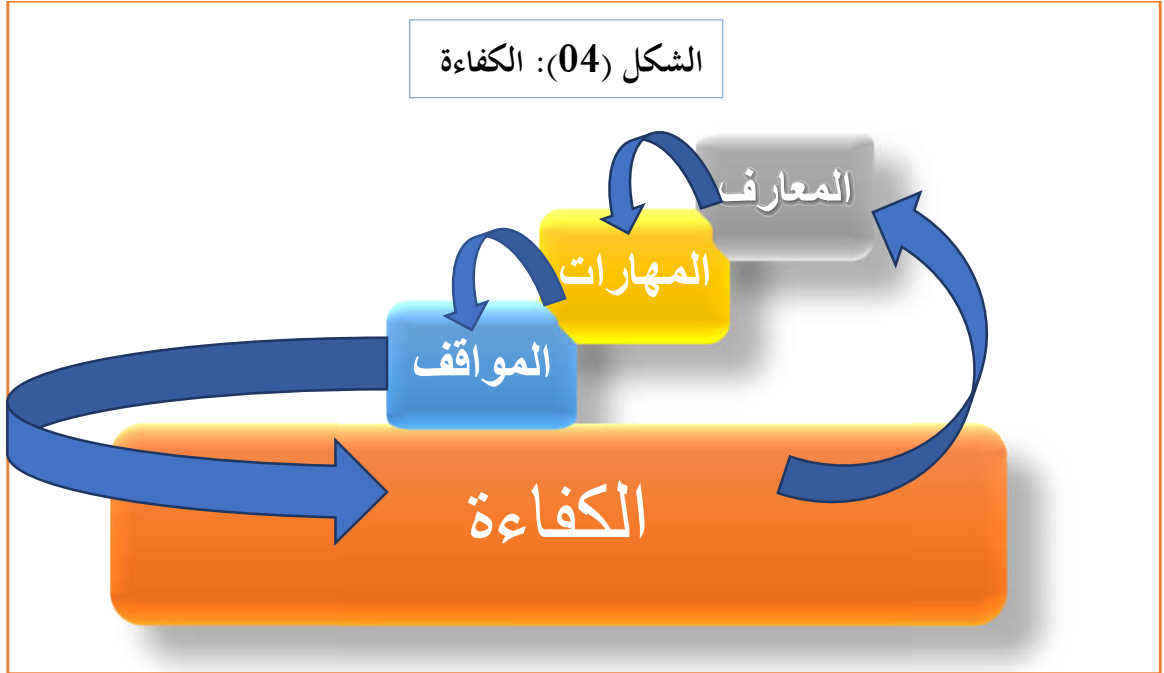 الشكل (04): الكفاءة
المعارف
المهارات
المواقف
الكفاءة